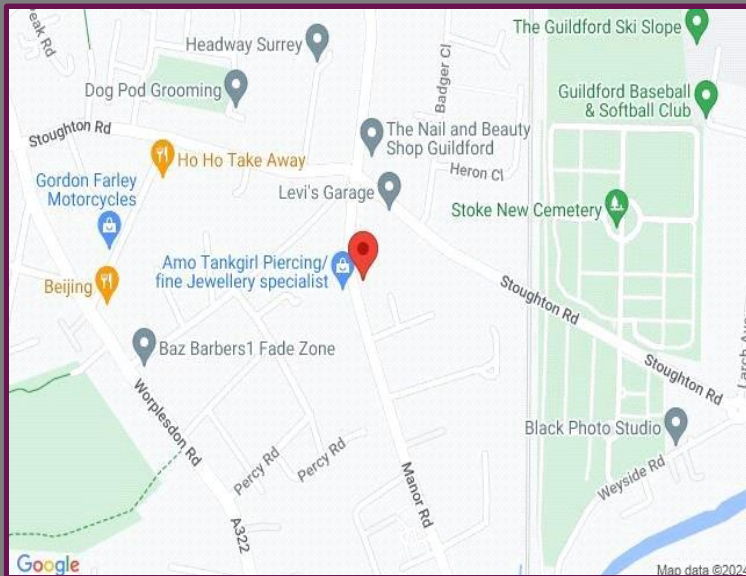 The Guildford Ski Slope
Headway Surrey
Badger Cl
Dog Pod Grooming
Guildford Baseball
& Softball Club
Stoughton Rd
The Nail and Beauty
Shop Guildford
Ho Ho Take Away
Heron Cl
Gordon Farley
Motorcycles
Levi's Garage
Stoke New Cemetery
Amo Tankgirl Piercing/
fine Jewellery specialist
Beijing
Stoughton Rd
Baz Barbers1 Fade Zone
Stoughton Rd
Worplesdon Rd
Black Photo Studio
Percy Rd
Percy Rd
Manor Rd
Weyside Rd
A322
Google
Map data ©2024